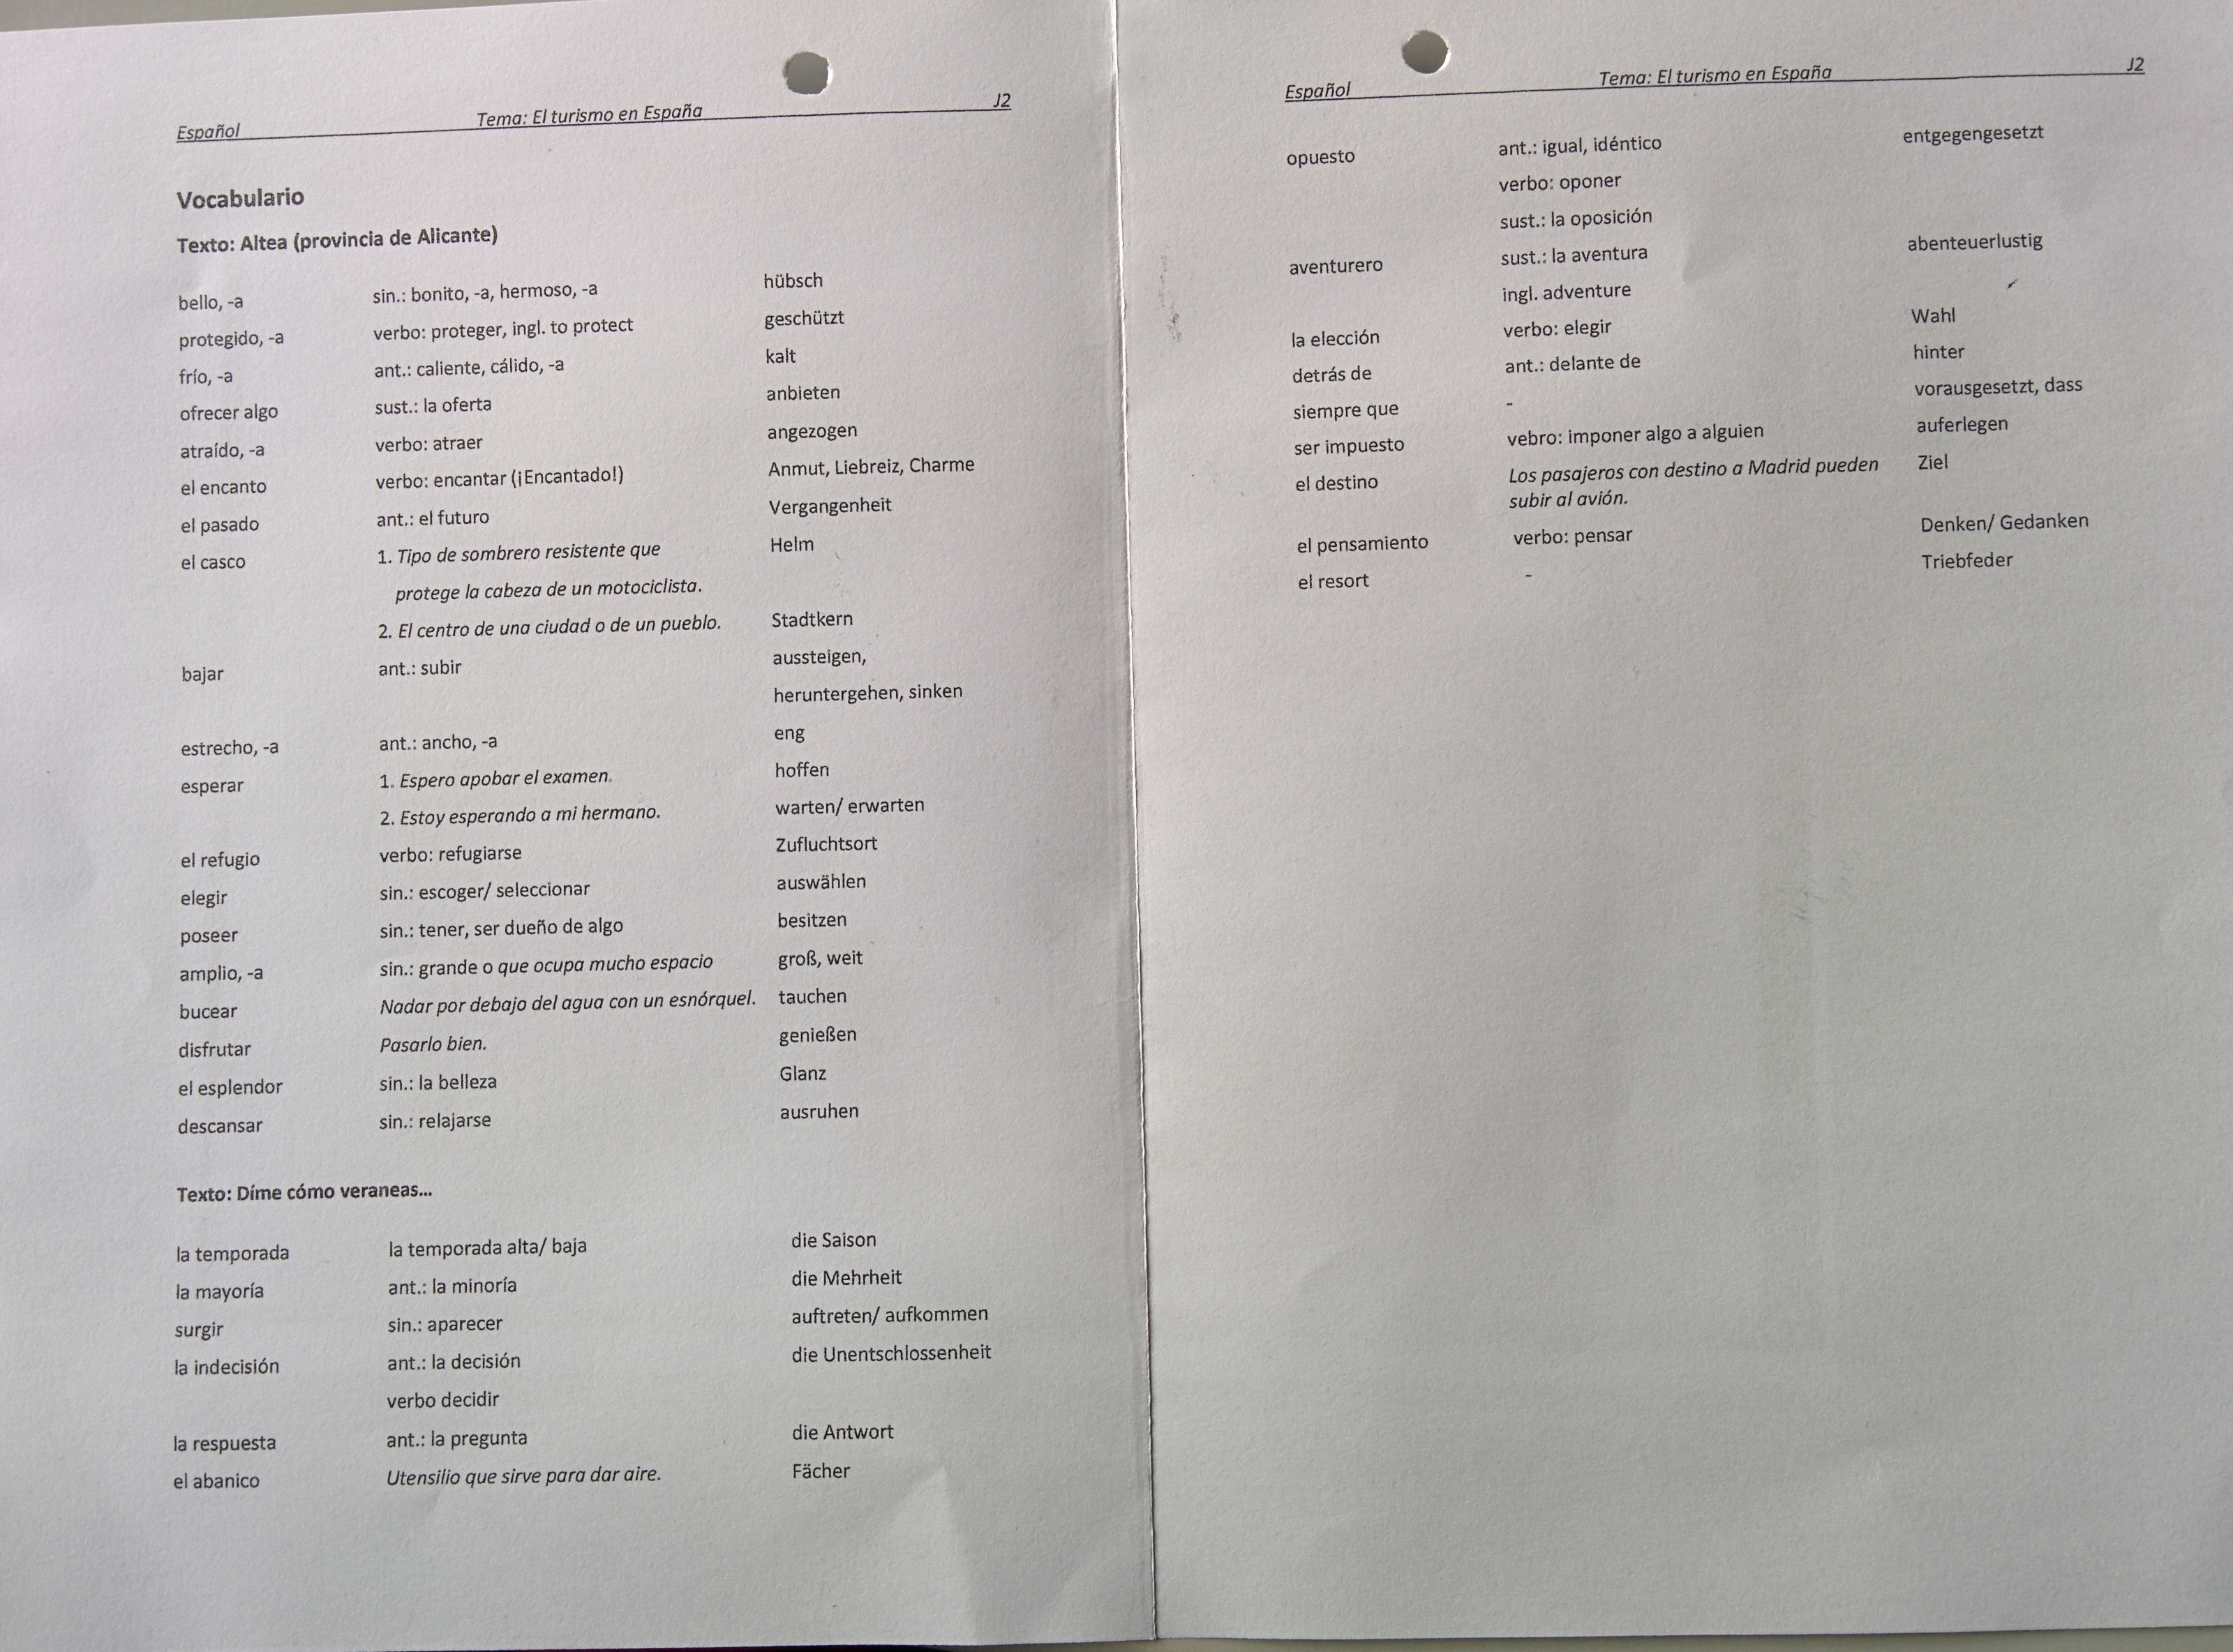 Español Tema: El turismo en España J2
Vocabulario
Texto: Altea (provincia de Alicante)
bello, -a sin.: bonito, -a, hermoso, -a hübsch
protegido, -a verbo: proteger, ingl. to protect geschützt
frío, -a ant.: caliente, cálido, -a kalt
ofrecer algo sust.: la oferta anbieten
atraído, -a verbo: atraer angezogen
el encanto verbo: encantar (¡Encantado!) Anmut, Liebreiz, Charme
el pasado ant.: el futuro Vergangenheit
el casco 1. Tipo de sombrero resistente que Helm
protege la cabeza de un motociclista.
2. El centro de una ciudad o de un pueblo. Stadtkern
bajar ant.: subir aussteigen,
heruntergehen, sinken
estrecho, -a ant.: ancho, -a eng
esperar 1. Espero apobar el examen. hoffen
2. Estoy esperando a mi hermano. warten/ erwarten
el refugio verbo: refugiarse Zufluchtsort
elegir sin.: escoger/ seleccionar auswählen
poseer sin.: tener, ser dueño de algo besitzen
amplio, -a sin.: grande o que ocupa mucho espacio groß, weit
bucear Nadar por debajo del agua con un esnórquel. tauchen
disfrutar Pasarlo bien. genießen
el esplendor sin.: la belleza Glanz
descansar sin.: relajarse ausruhen
Texto: Díme cómo veraneas...
la temporada la temporada alta/ baja die Saison
la mayoría ant.: la minoría die Mehrheit
surgir sin.: aparecer auftreten/ aufkommen
la indecisión ant.: la decisión die Unentschlossenheit
verbo decidir
la respuesta ant.: la pregunta die Antwort
el abanico Utensilio que sirve para dar aire. Fächer
Español Tema: El turismo en España J2
opuesto ant.: igual, idéntico entgegengesetzt
verbo: oponer
sust.: la oposición
aventurero sust.: la aventura abenteuerlustig
ingl. adventure
la elección verbo: elegir Wahl
detrás de ant.: delante de hinter
siempre que - vorausgesetzt, dass
ser impuesto vebro: imponer algo a alguien auferlegen
el destino Los pasajeros con destino a Madrid pueden Ziel
subir al avión.
el pensamiento verbo: pensar Denken/ Gedanken
el resort - Triebfeder